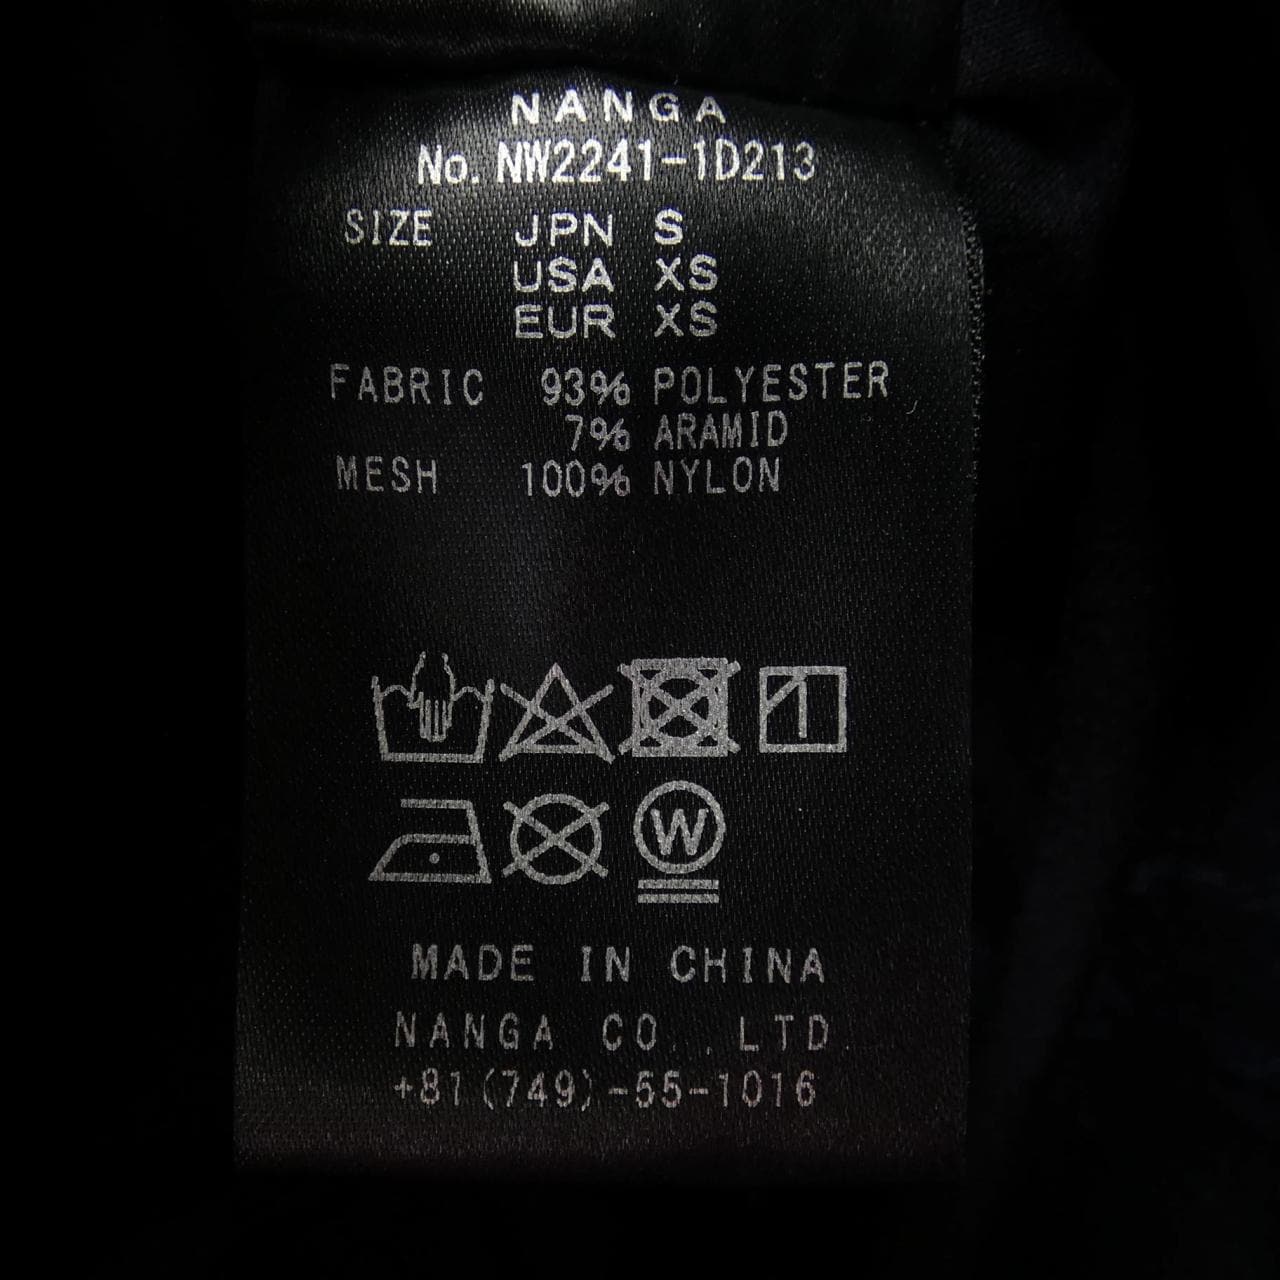 NANGA
No. NW2241-1D213
SIZE JPN S
USA XS
EUR XS
FABRIC 93% POLYESTER
7% ARAMID
MESH 100% NYLON
W
MADE IN CHINA
NANGA CO., LTD.
+81(749)-55-1016